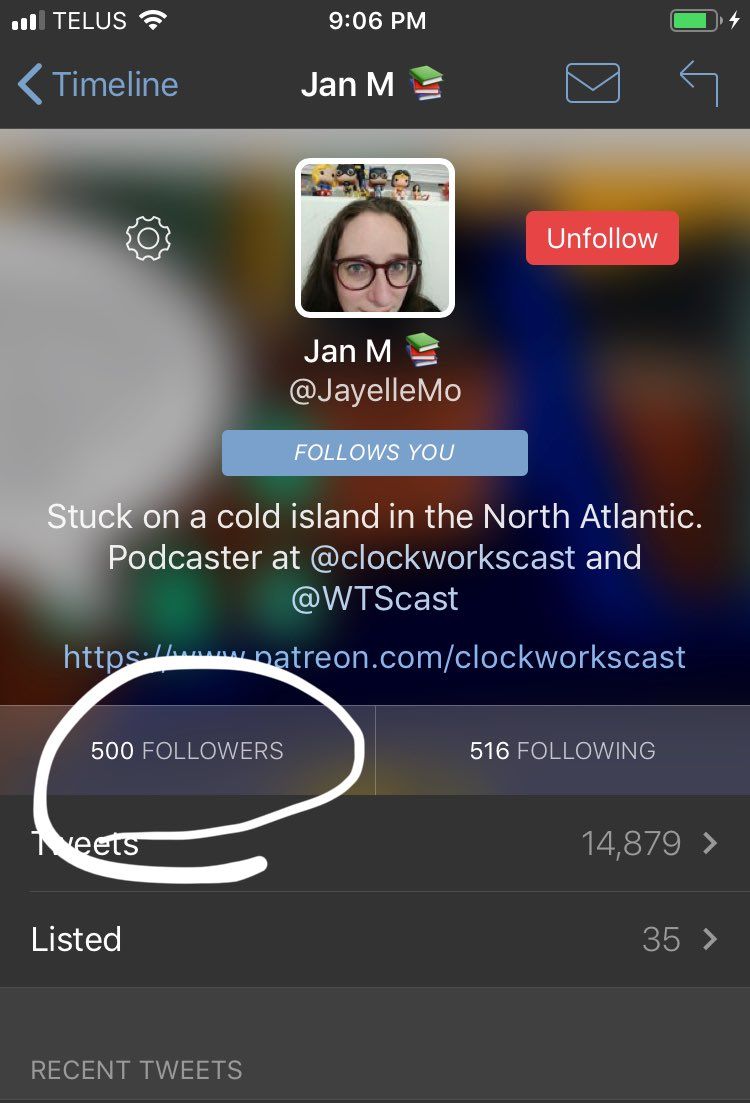 TELUS 9:06 PM
Timeline Jan M 📚
Unfollow
Jan M 📚
@JayelleMo
FOLLOWS YOU
Stuck on a cold island in the North Atlantic.
Podcaster at @clockworkscast and
@WTScast
https://www.patreon.com/clockworkscast
500 FOLLOWERS 516 FOLLOWING
Tweets 14,879
Listed 35
RECENT TWEETS